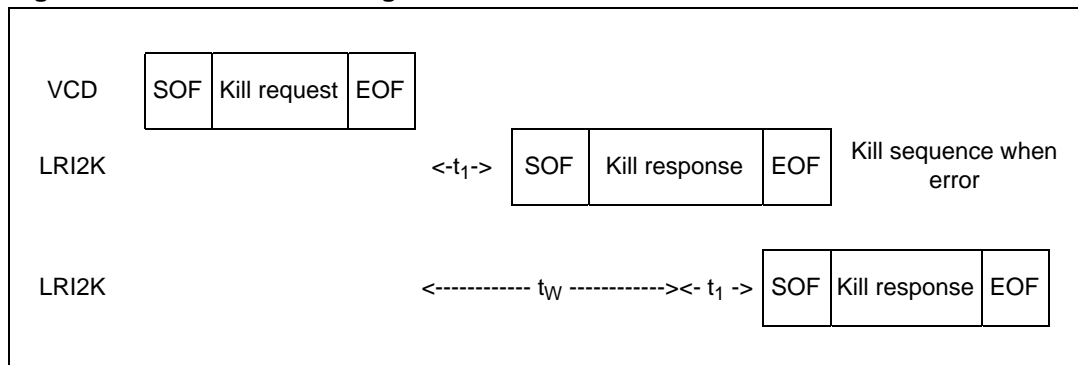 VCD SOF Kill request EOF
LRI2K <-t1-> SOF Kill response EOF Kill sequence when
error
LRI2K <------------ tW ------------><- t1 -> SOF Kill response EOF